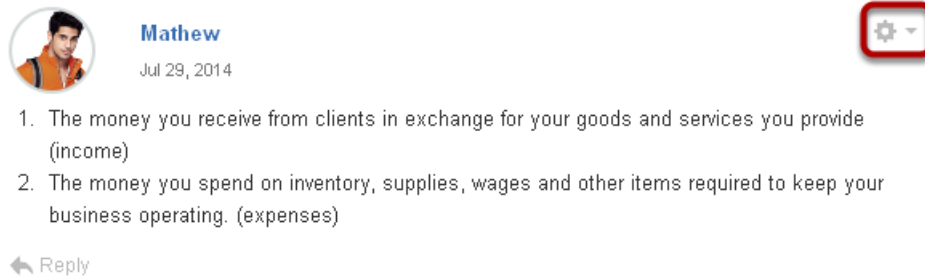 Mathew
Jul 29, 2014
1. The money you receive from clients in exchange for your goods and services you provide
(income)
2. The money you spend on inventory, supplies, wages and other items required to keep your
business operating. (expenses)
Reply